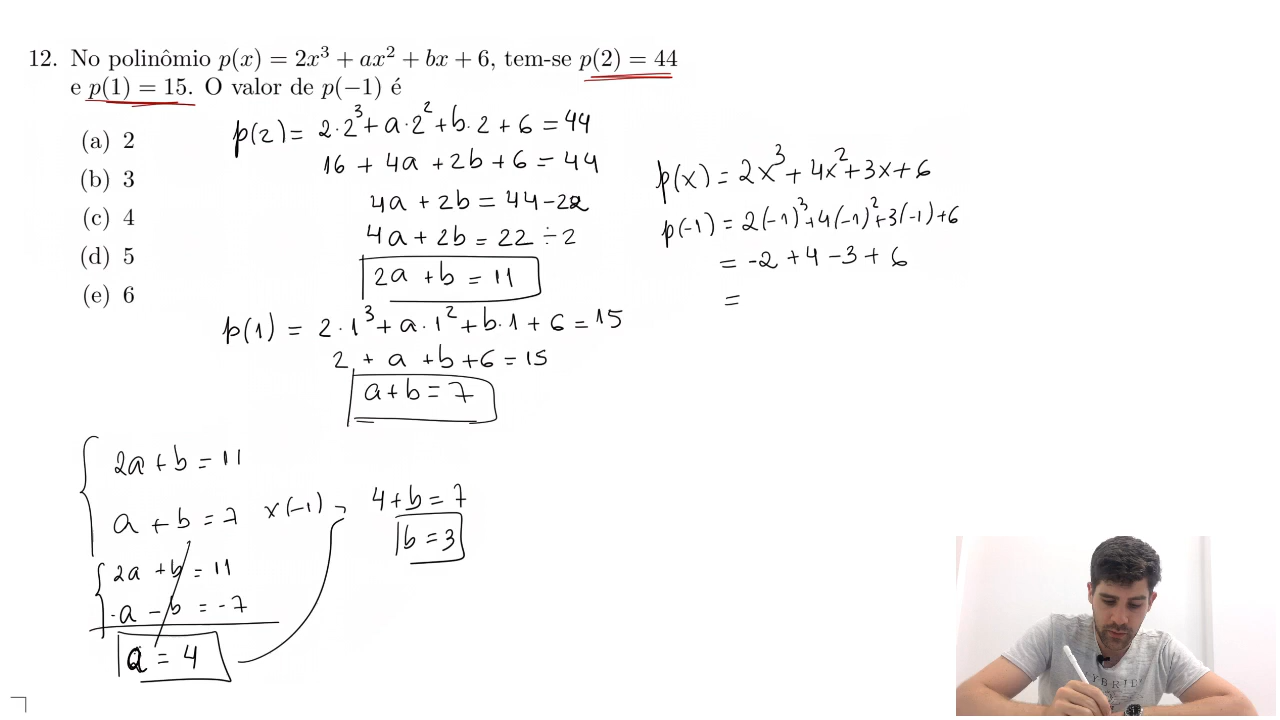 12. No polinômio p(x) = 2x³ + ax² + bx + 6, tem-se p(2) = 44
e p(1) = 15. O valor de p(−1) é
(a) 2
(b) 3
(c) 4
(d) 5
(e) 6
p(2) = 2·2³ + a·2² + b·2 + 6 = 44
16 + 4a + 2b + 6 = 44
4a + 2b = 44 - 22
4a + 2b = 22 ÷ 2
2a + b = 11
p(1) = 2·1³ + a·1² + b·1 + 6 = 15
2 + a + b + 6 = 15
a + b = 7
2a + b = 11
a + b = 7 x(-1)
2a + b = 11
-a - b = -7
a = 4
4 + b = 7
b = 3
p(x) = 2x³ + 4x² + 3x + 6
p(-1) = 2(-1)³ + 4(-1)² + 3(-1) + 6
= -2 + 4 - 3 + 6
=